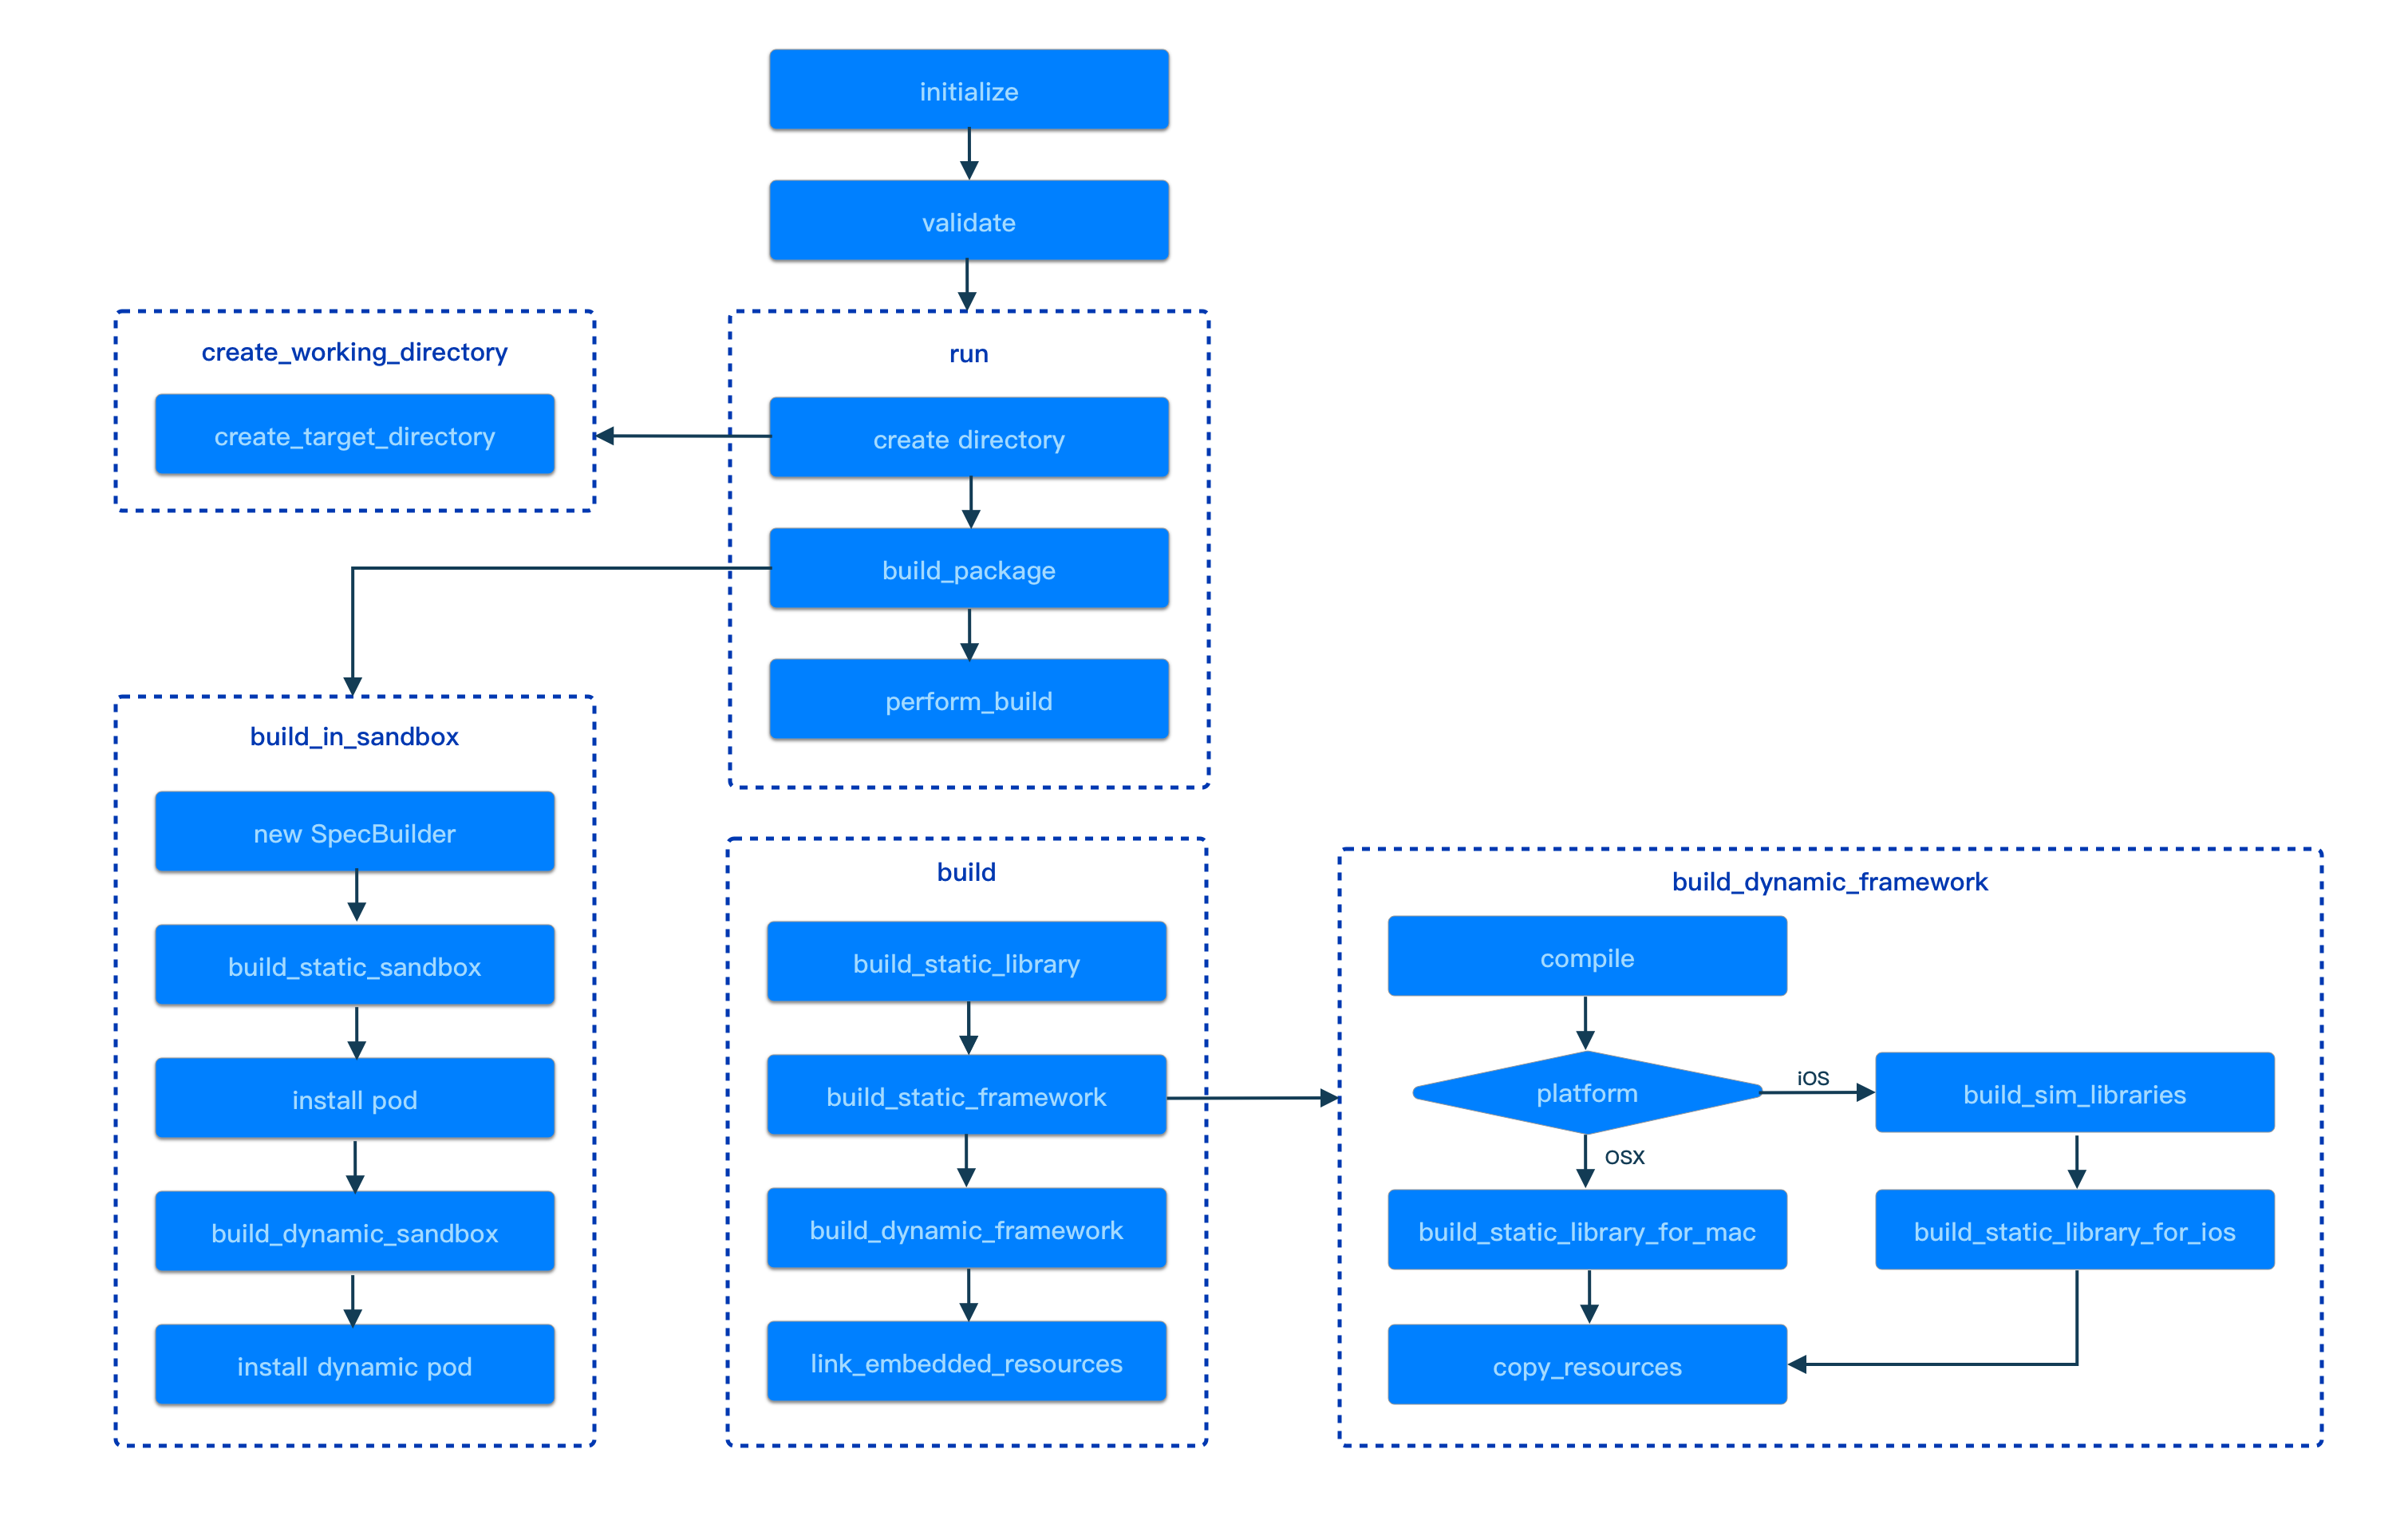 initialize
validate
create_working_directory
create_target_directory
run
create directory
build_package
perform_build
build_in_sandbox
new SpecBuilder
build_static_sandbox
install pod
build_dynamic_sandbox
install dynamic pod
build
build_static_library
build_static_framework
build_dynamic_framework
link_embedded_resources
build_dynamic_framework
compile
platform
iOS
build_sim_libraries
OSX
build_static_library_for_mac
build_static_library_for_ios
copy_resources